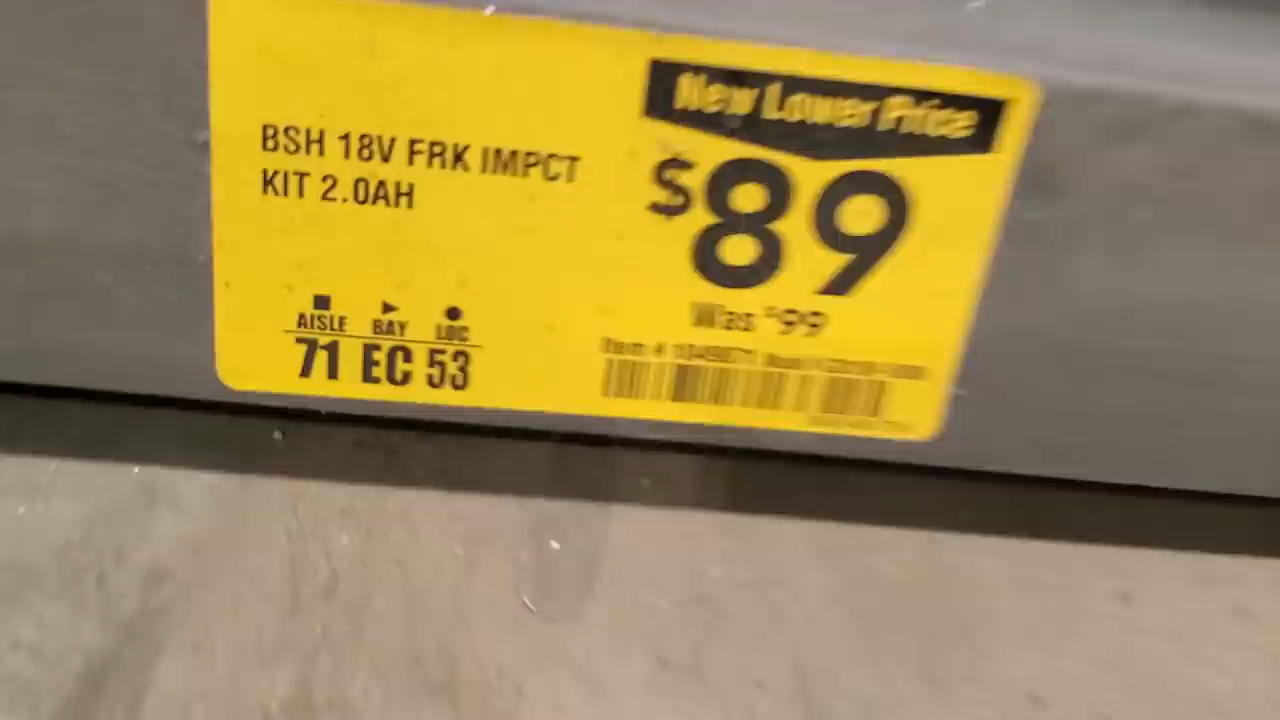 New Lower Price
BSH 18V FRK IMPCT
KIT 2.0AH
$89
Was $99
AISLE BAY LOC
71 EC 53
Item #